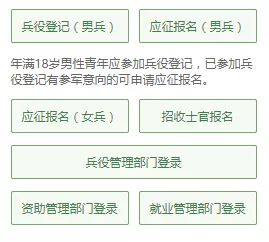 兵役登记（男兵） 应征报名（男兵）
年满18岁男性青年应参加兵役登记，已参加兵
役登记有参军意向的可申请应征报名。
应征报名（女兵） 招收士官报名
兵役管理部门登录
资助管理部门登录 就业管理部门登录